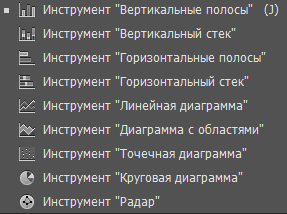 Инструмент "Вертикальные полосы" (J)
Инструмент "Вертикальный стек"
Инструмент "Горизонтальные полосы"
Инструмент "Горизонтальный стек"
Инструмент "Линейная диаграмма"
Инструмент "Диаграмма с областями"
Инструмент "Точечная диаграмма"
Инструмент "Круговая диаграмма"
Инструмент "Радар"